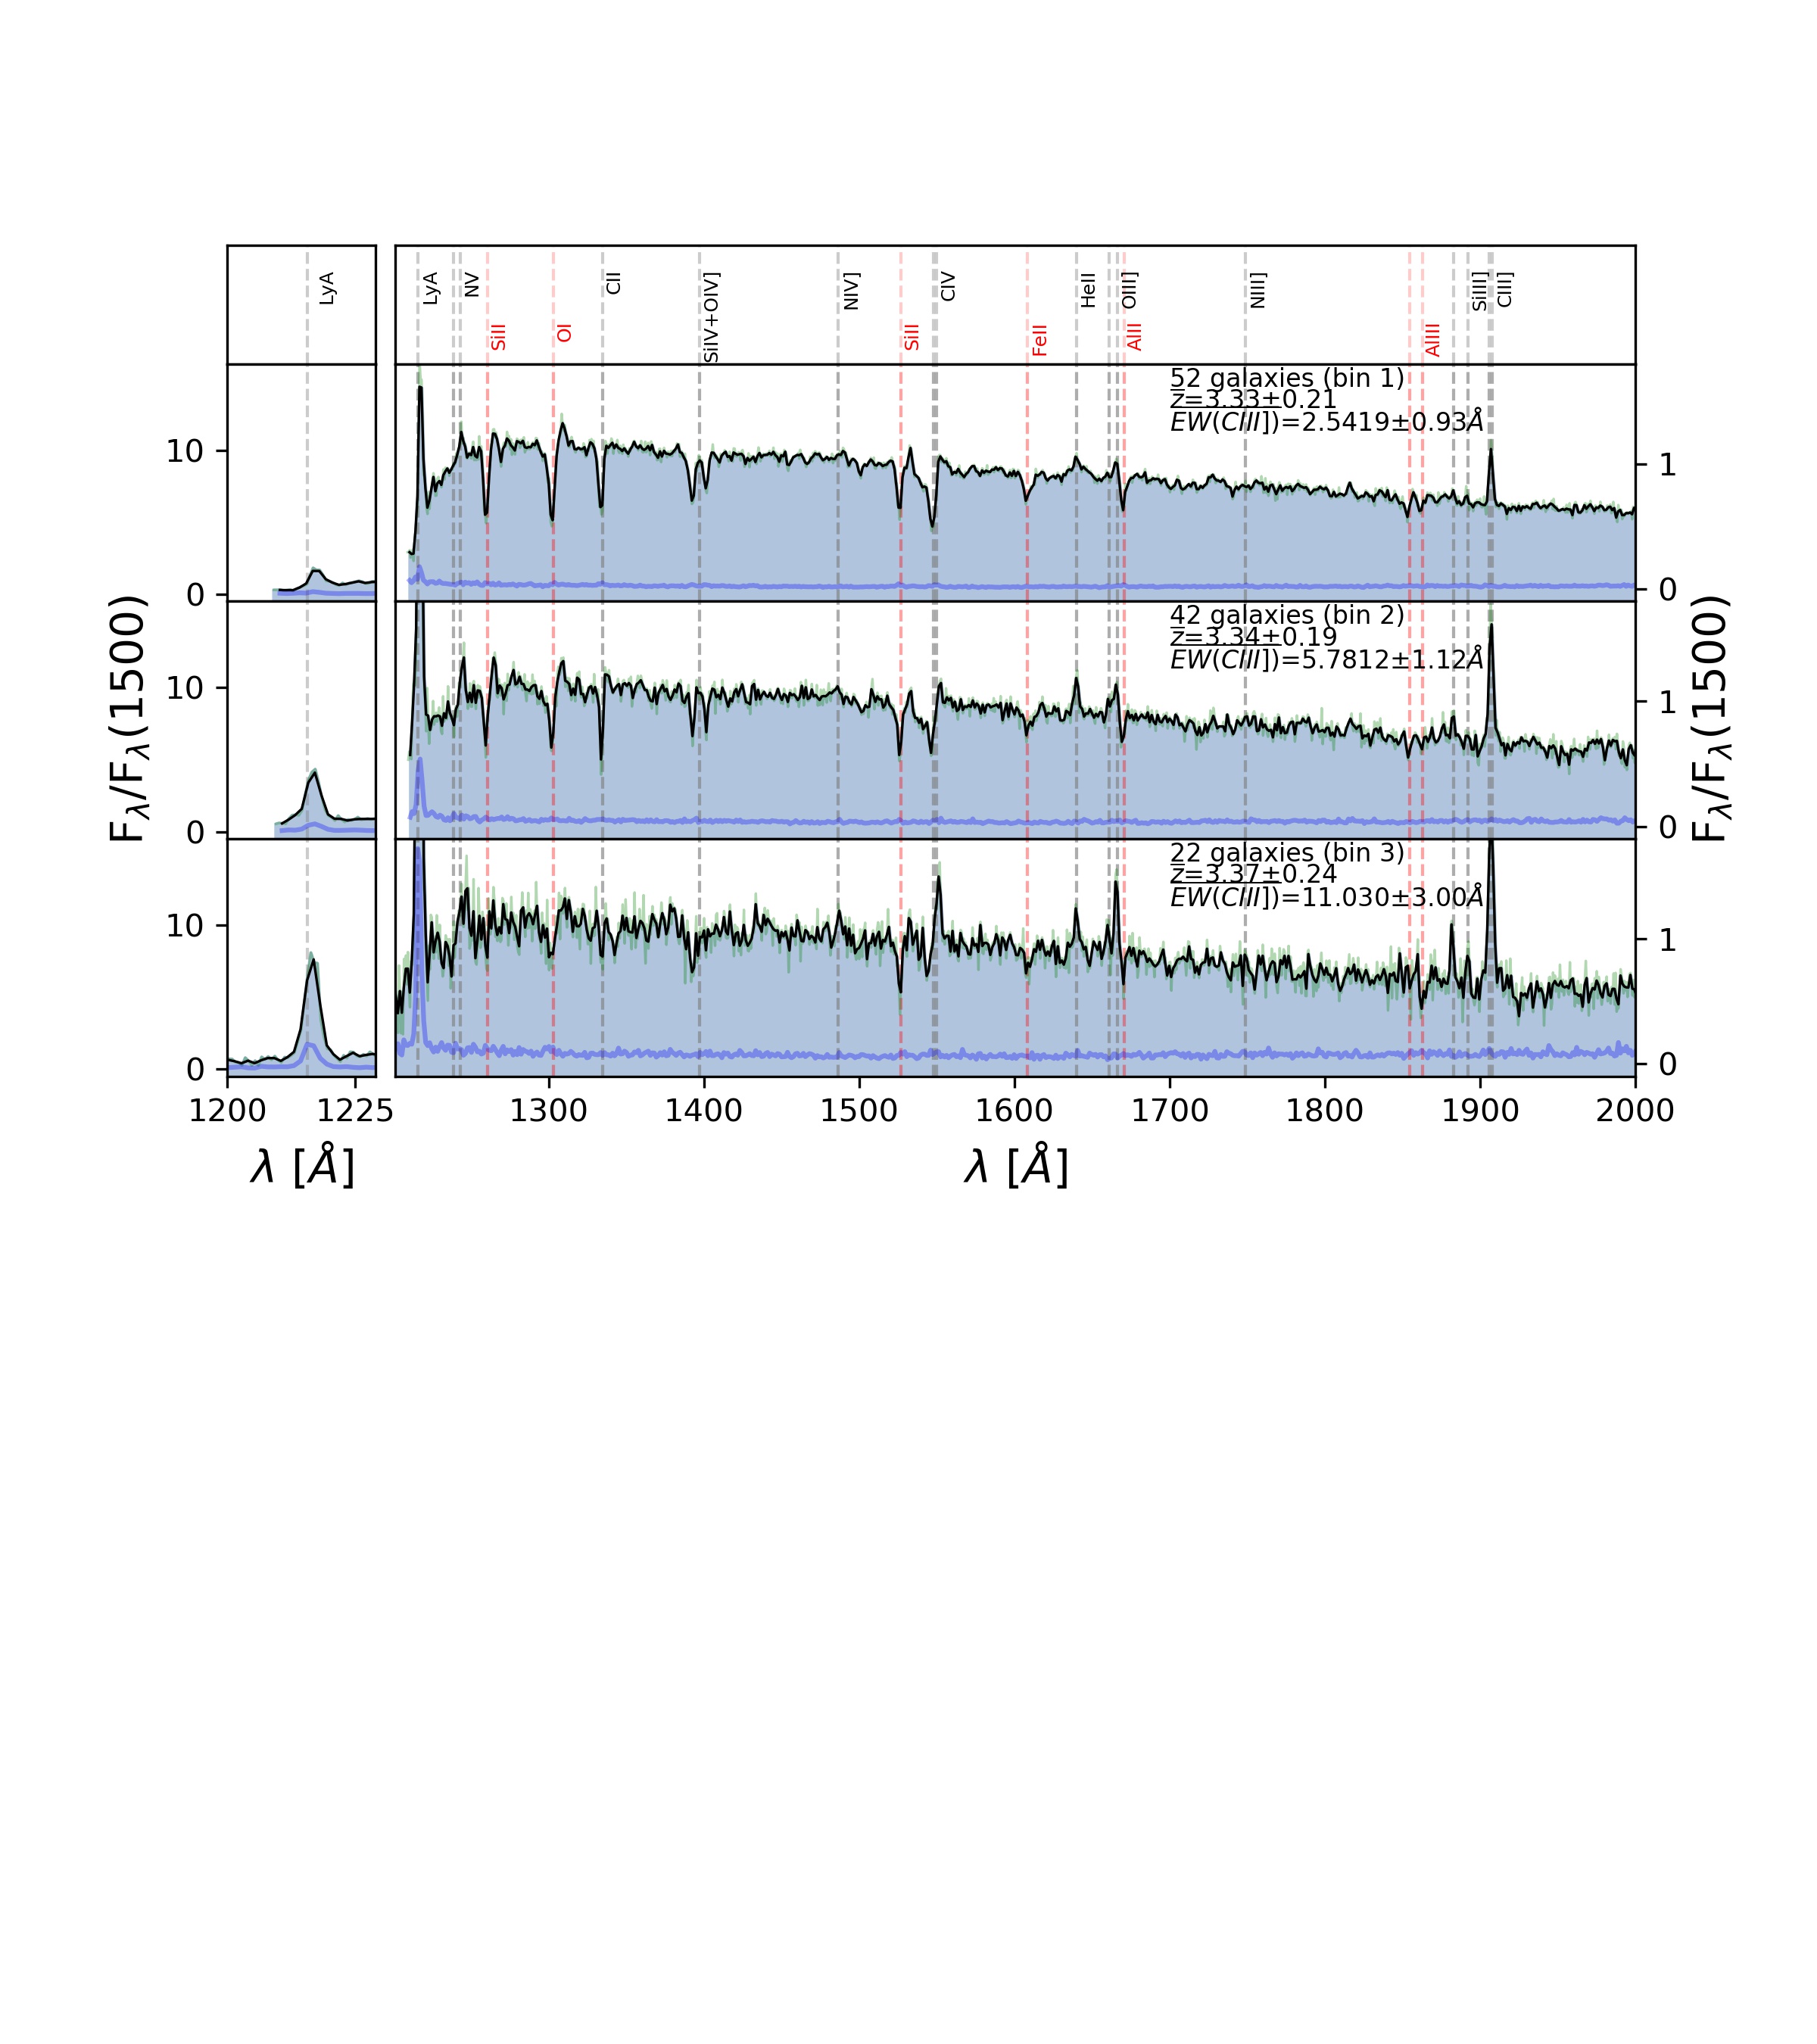 LyA
LyA
NV
SiII
OI
CII
SiIV+OIV]
NIV]
SiII
CIV
FeII
HeII
OIII]
AlII
NIII]
AlIII
SiIII]
CIII]
52 galaxies (bin 1)
z̅=3.33±0.21
EW(CIII])=2.5419±0.93Å
10
0
1
0
42 galaxies (bin 2)
z̅=3.34±0.19
EW(CIII])=5.7812±1.12Å
10
0
1
0
22 galaxies (bin 3)
z̅=3.37±0.24
EW(CIII])=11.030±3.00Å
10
0
1
0
Fλ/Fλ(1500)
Fλ/Fλ(1500)
1200 1225 1300 1400 1500 1600 1700 1800 1900 2000
λ [Å] λ [Å]